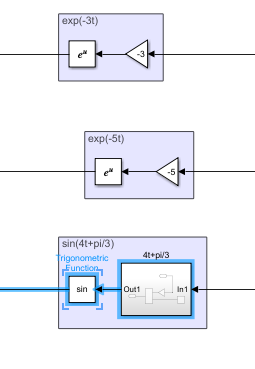 exp(-3t)
e^u
-3
exp(-5t)
e^u
-5
sin(4t+pi/3)
Trigonometric
Function
4t+pi/3
sin
Out1
In1